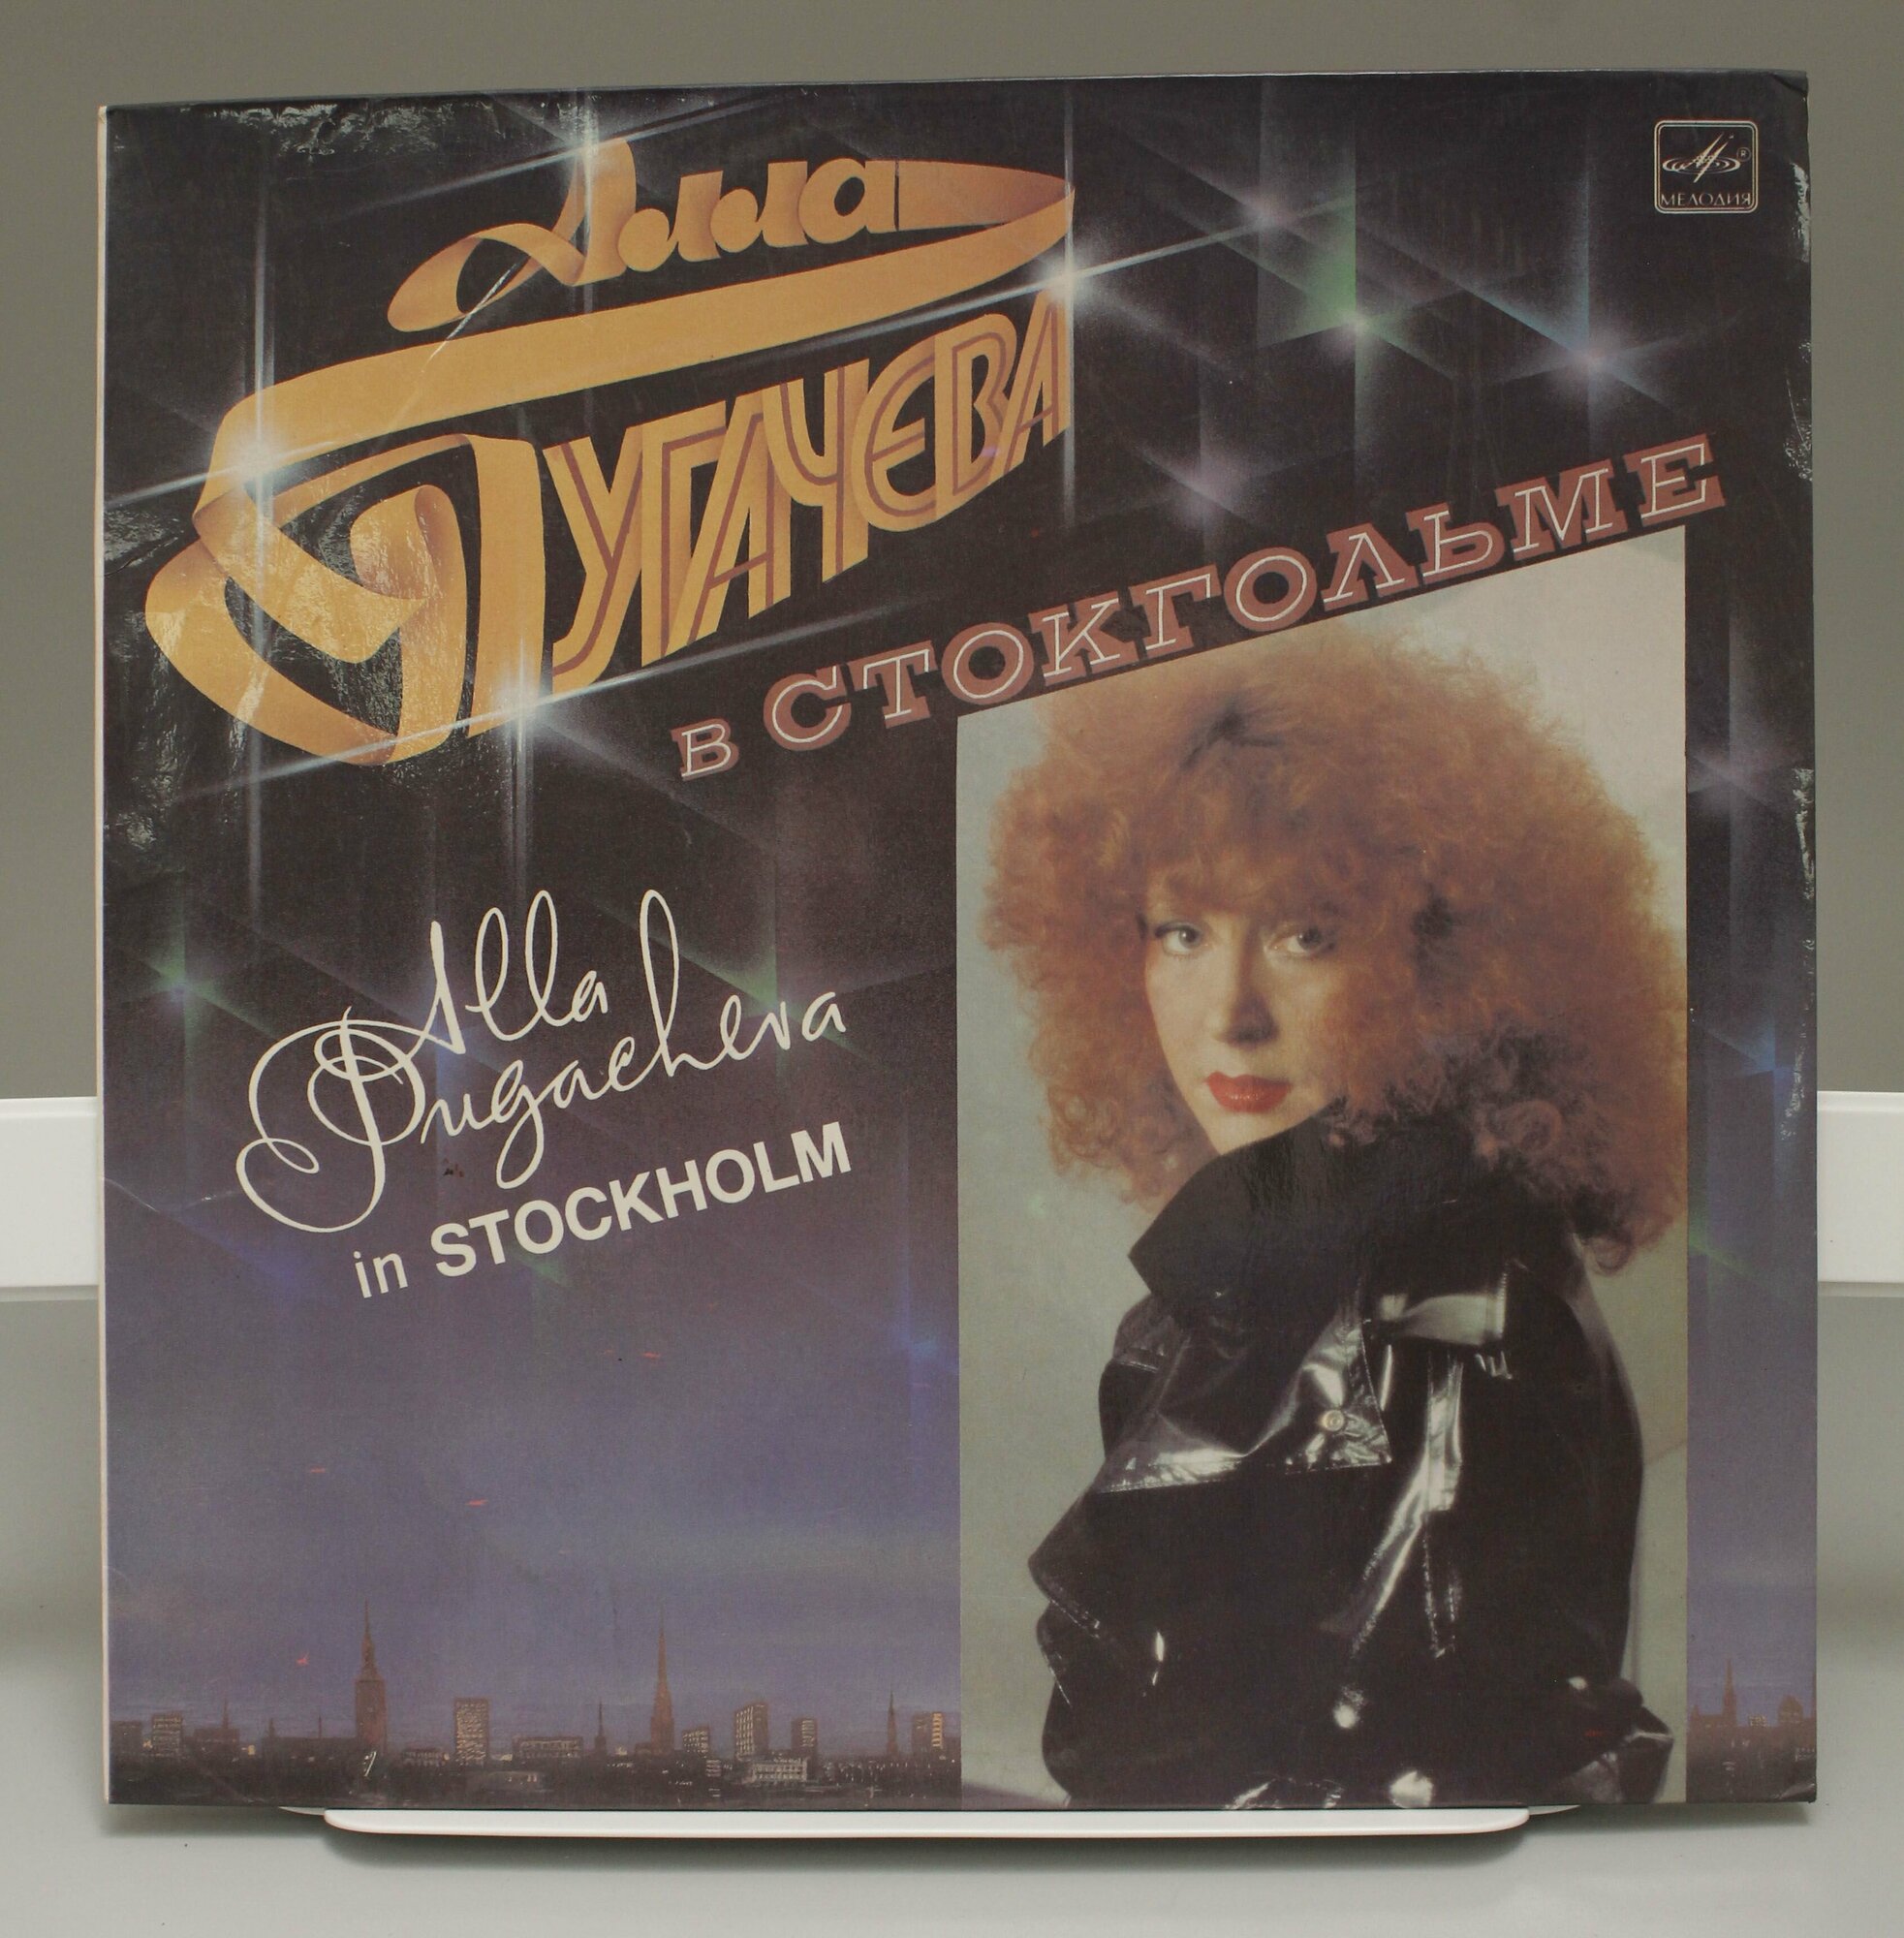 Алла
ПУГАЧЕВА
в СТОКГОЛЬМЕ
МЕЛОДИЯ
®
Alla
Pugacheva
in STOCKHOLM